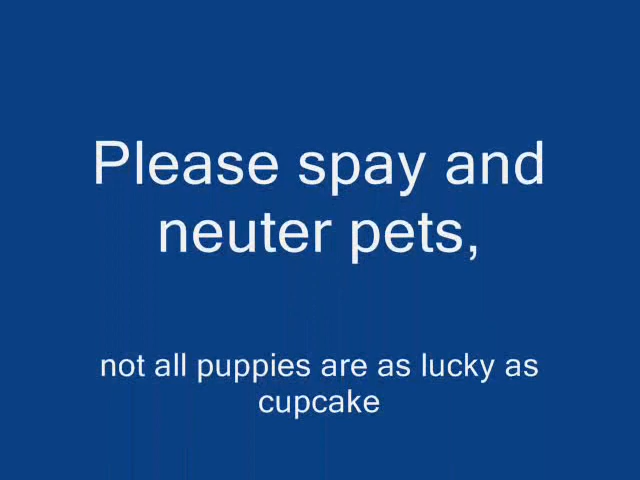 Please spay and
neuter pets,
not all puppies are as lucky as
cupcake